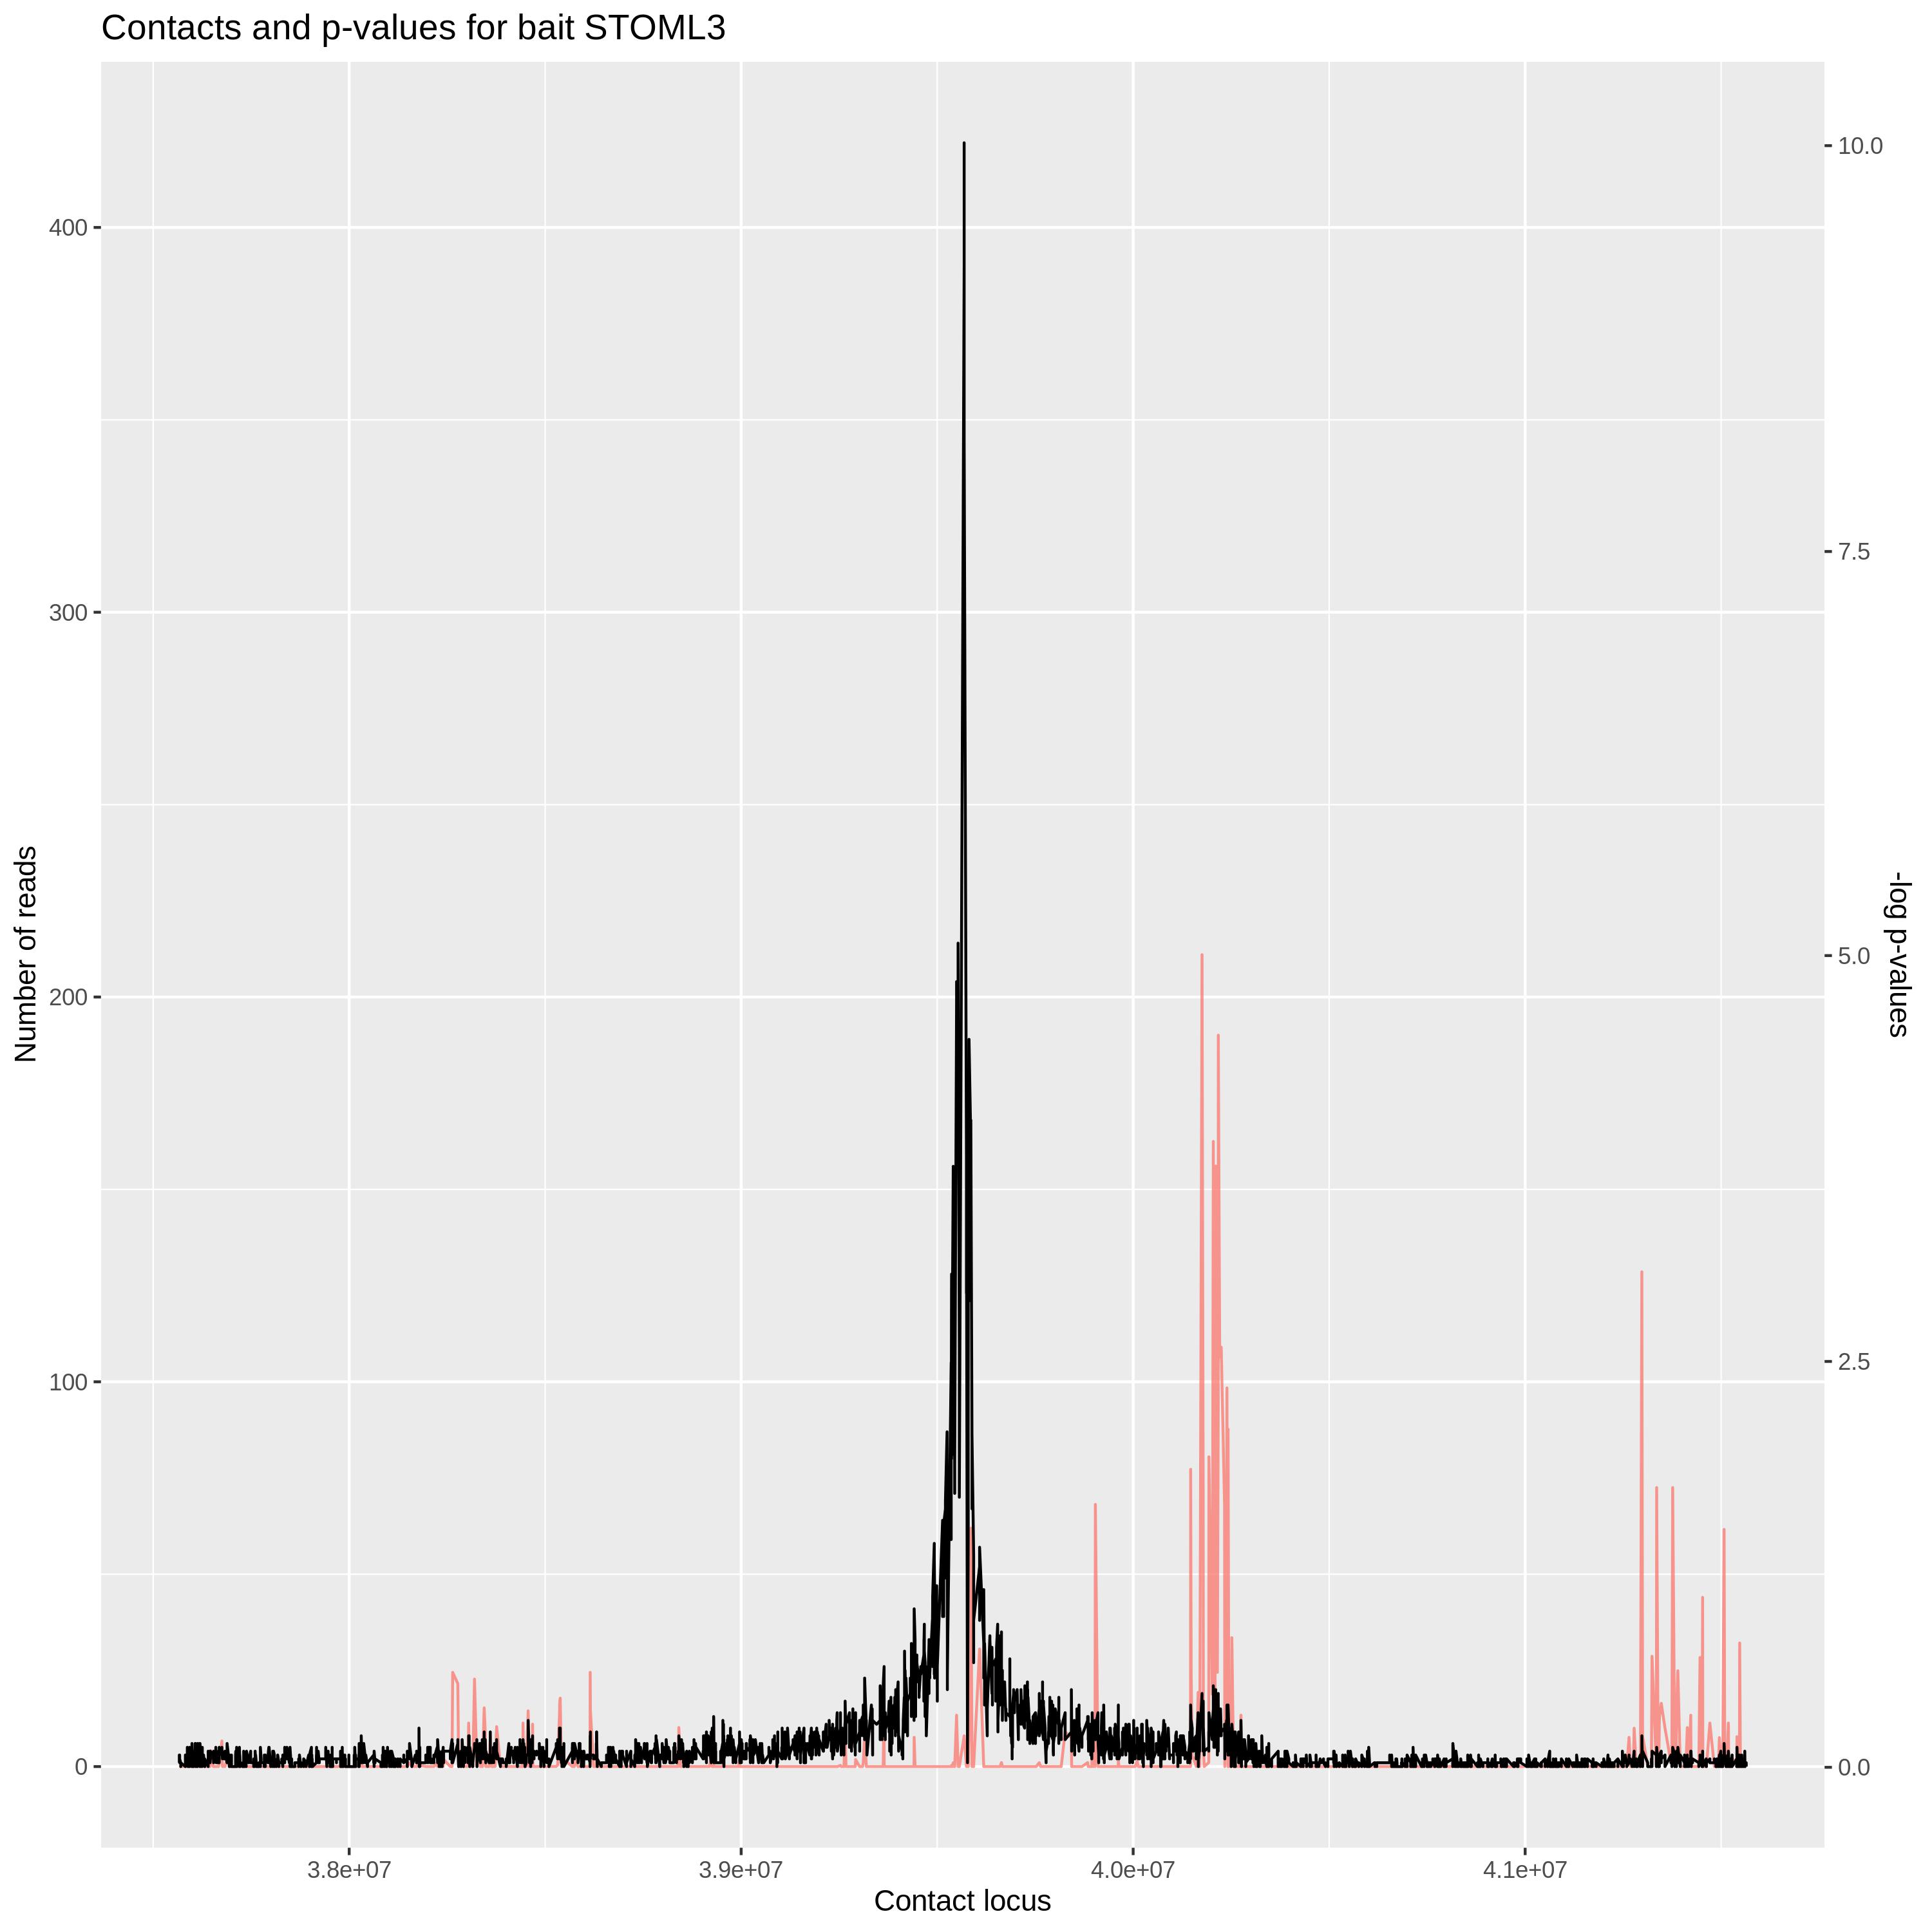 Contacts and p-values for bait STOML3
400
300
200
100
0
Number of reads
10.0
7.5
5.0
2.5
0.0
-log p-values
3.8e+07
3.9e+07
4.0e+07
4.1e+07
Contact locus